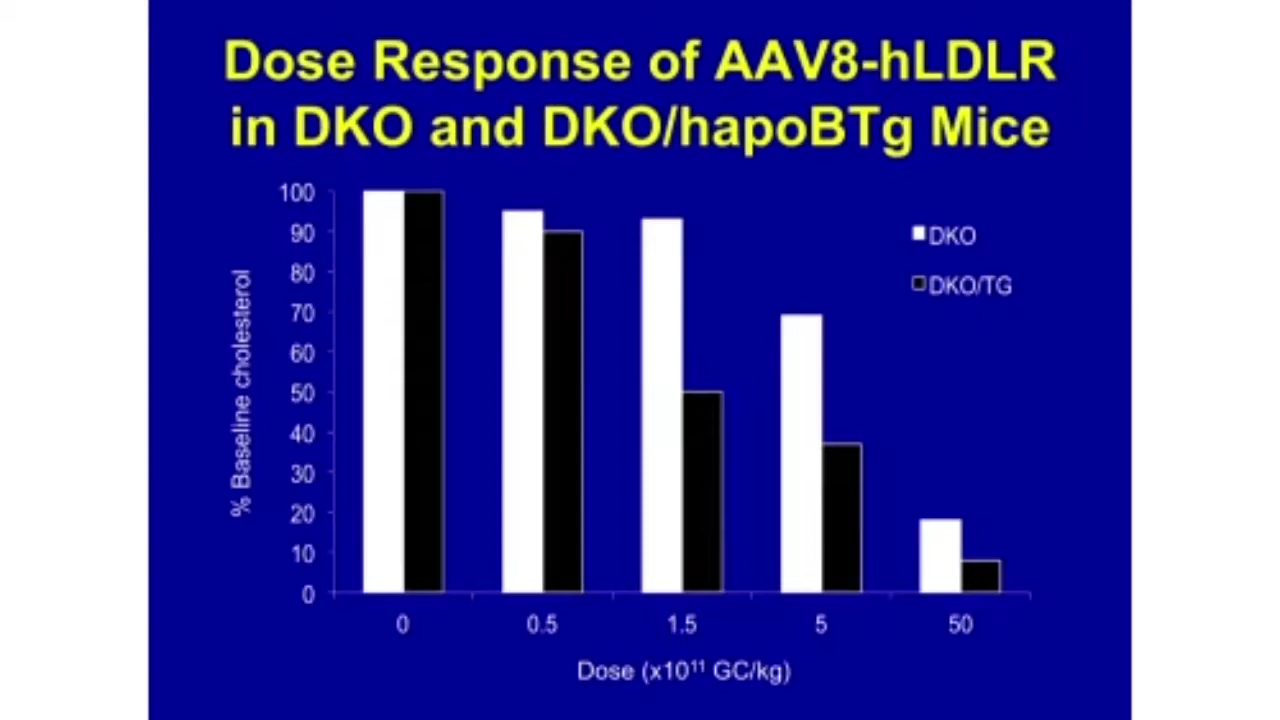 Dose Response of AAV8-hLDLR
in DKO and DKO/hapoBTg Mice
100
90
80
70
60
50
40
30
20
10
0
% Baseline cholesterol
DKO
DKO/TG
0 0.5 1.5 5 50
Dose (x10¹¹ GC/kg)